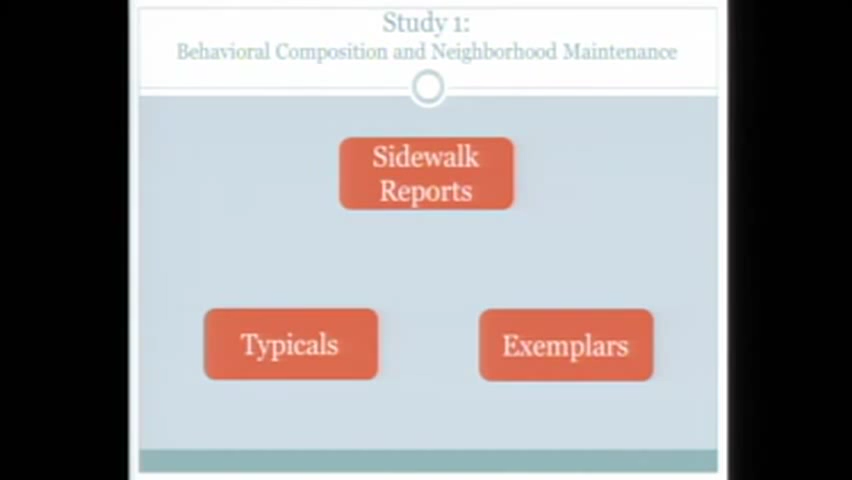 Study 1:
Behavioral Composition and Neighborhood Maintenance
Sidewalk
Reports
Typicals
Exemplars